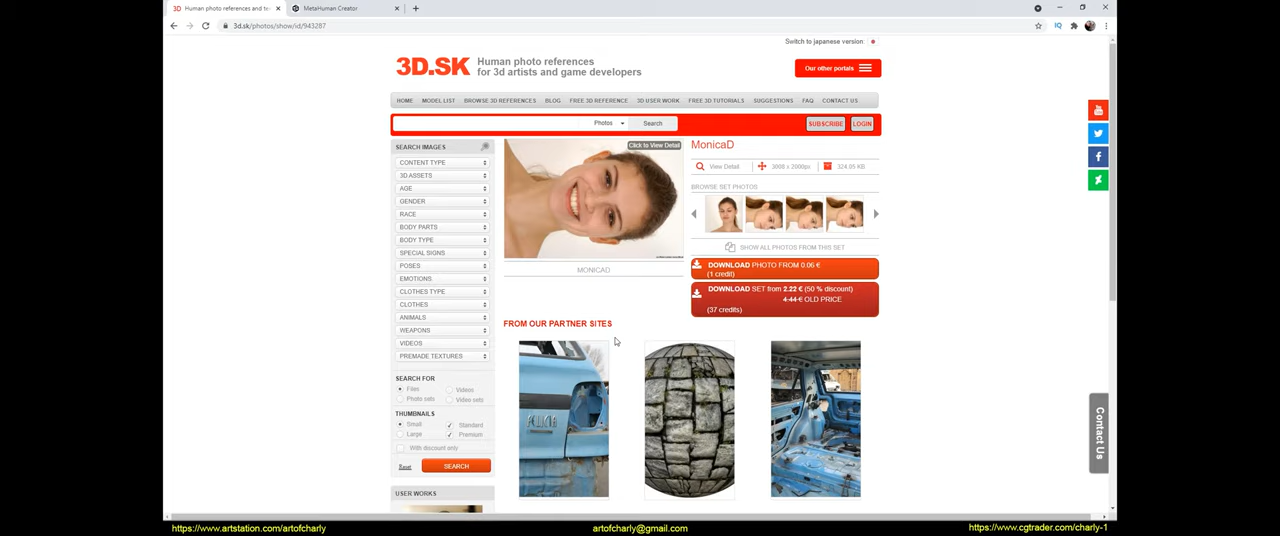 Human photo references and te
MetaHuman Creator
3d.sk/photos/show/id/943287
Switch to japanese version:
3D.SK
Human photo references
for 3d artists and game developers
Our other portals
HOME
MODEL LIST
BROWSE 3D REFERENCES
BLOG
FREE 3D REFERENCE
3D USER WORK
FREE 3D TUTORIALS
SUGGESTIONS
FAQ
CONTACT US
Photos
Search
SUBSCRIBE
LOGIN
SEARCH IMAGES
CONTENT TYPE
3D ASSETS
AGE
GENDER
RACE
BODY PARTS
BODY TYPE
SPECIAL SIGNS
POSES
EMOTIONS
CLOTHES TYPE
CLOTHES
ANIMALS
WEAPONS
VIDEOS
PREMADE TEXTURES
SEARCH FOR
Files
Videos
Photo sets
Video sets
THUMBNAILS
Small
Standard
Large
Premium
With discount only
Reset
SEARCH
USER WORKS
Click to View Detail
MONICAD
MonicaD
View Detail
3008 x 2000px
324.05 KB
BROWSE SET PHOTOS
SHOW ALL PHOTOS FROM THIS SET
DOWNLOAD PHOTO FROM 0.06 €
(1 credit)
DOWNLOAD SET from 2.22 € (50 % discount)
4.44 € OLD PRICE
(37 credits)
FROM OUR PARTNER SITES
Contact Us
https://www.artstation.com/artofcharly
artofcharly@gmail.com
https://www.cgtrader.com/charly-1